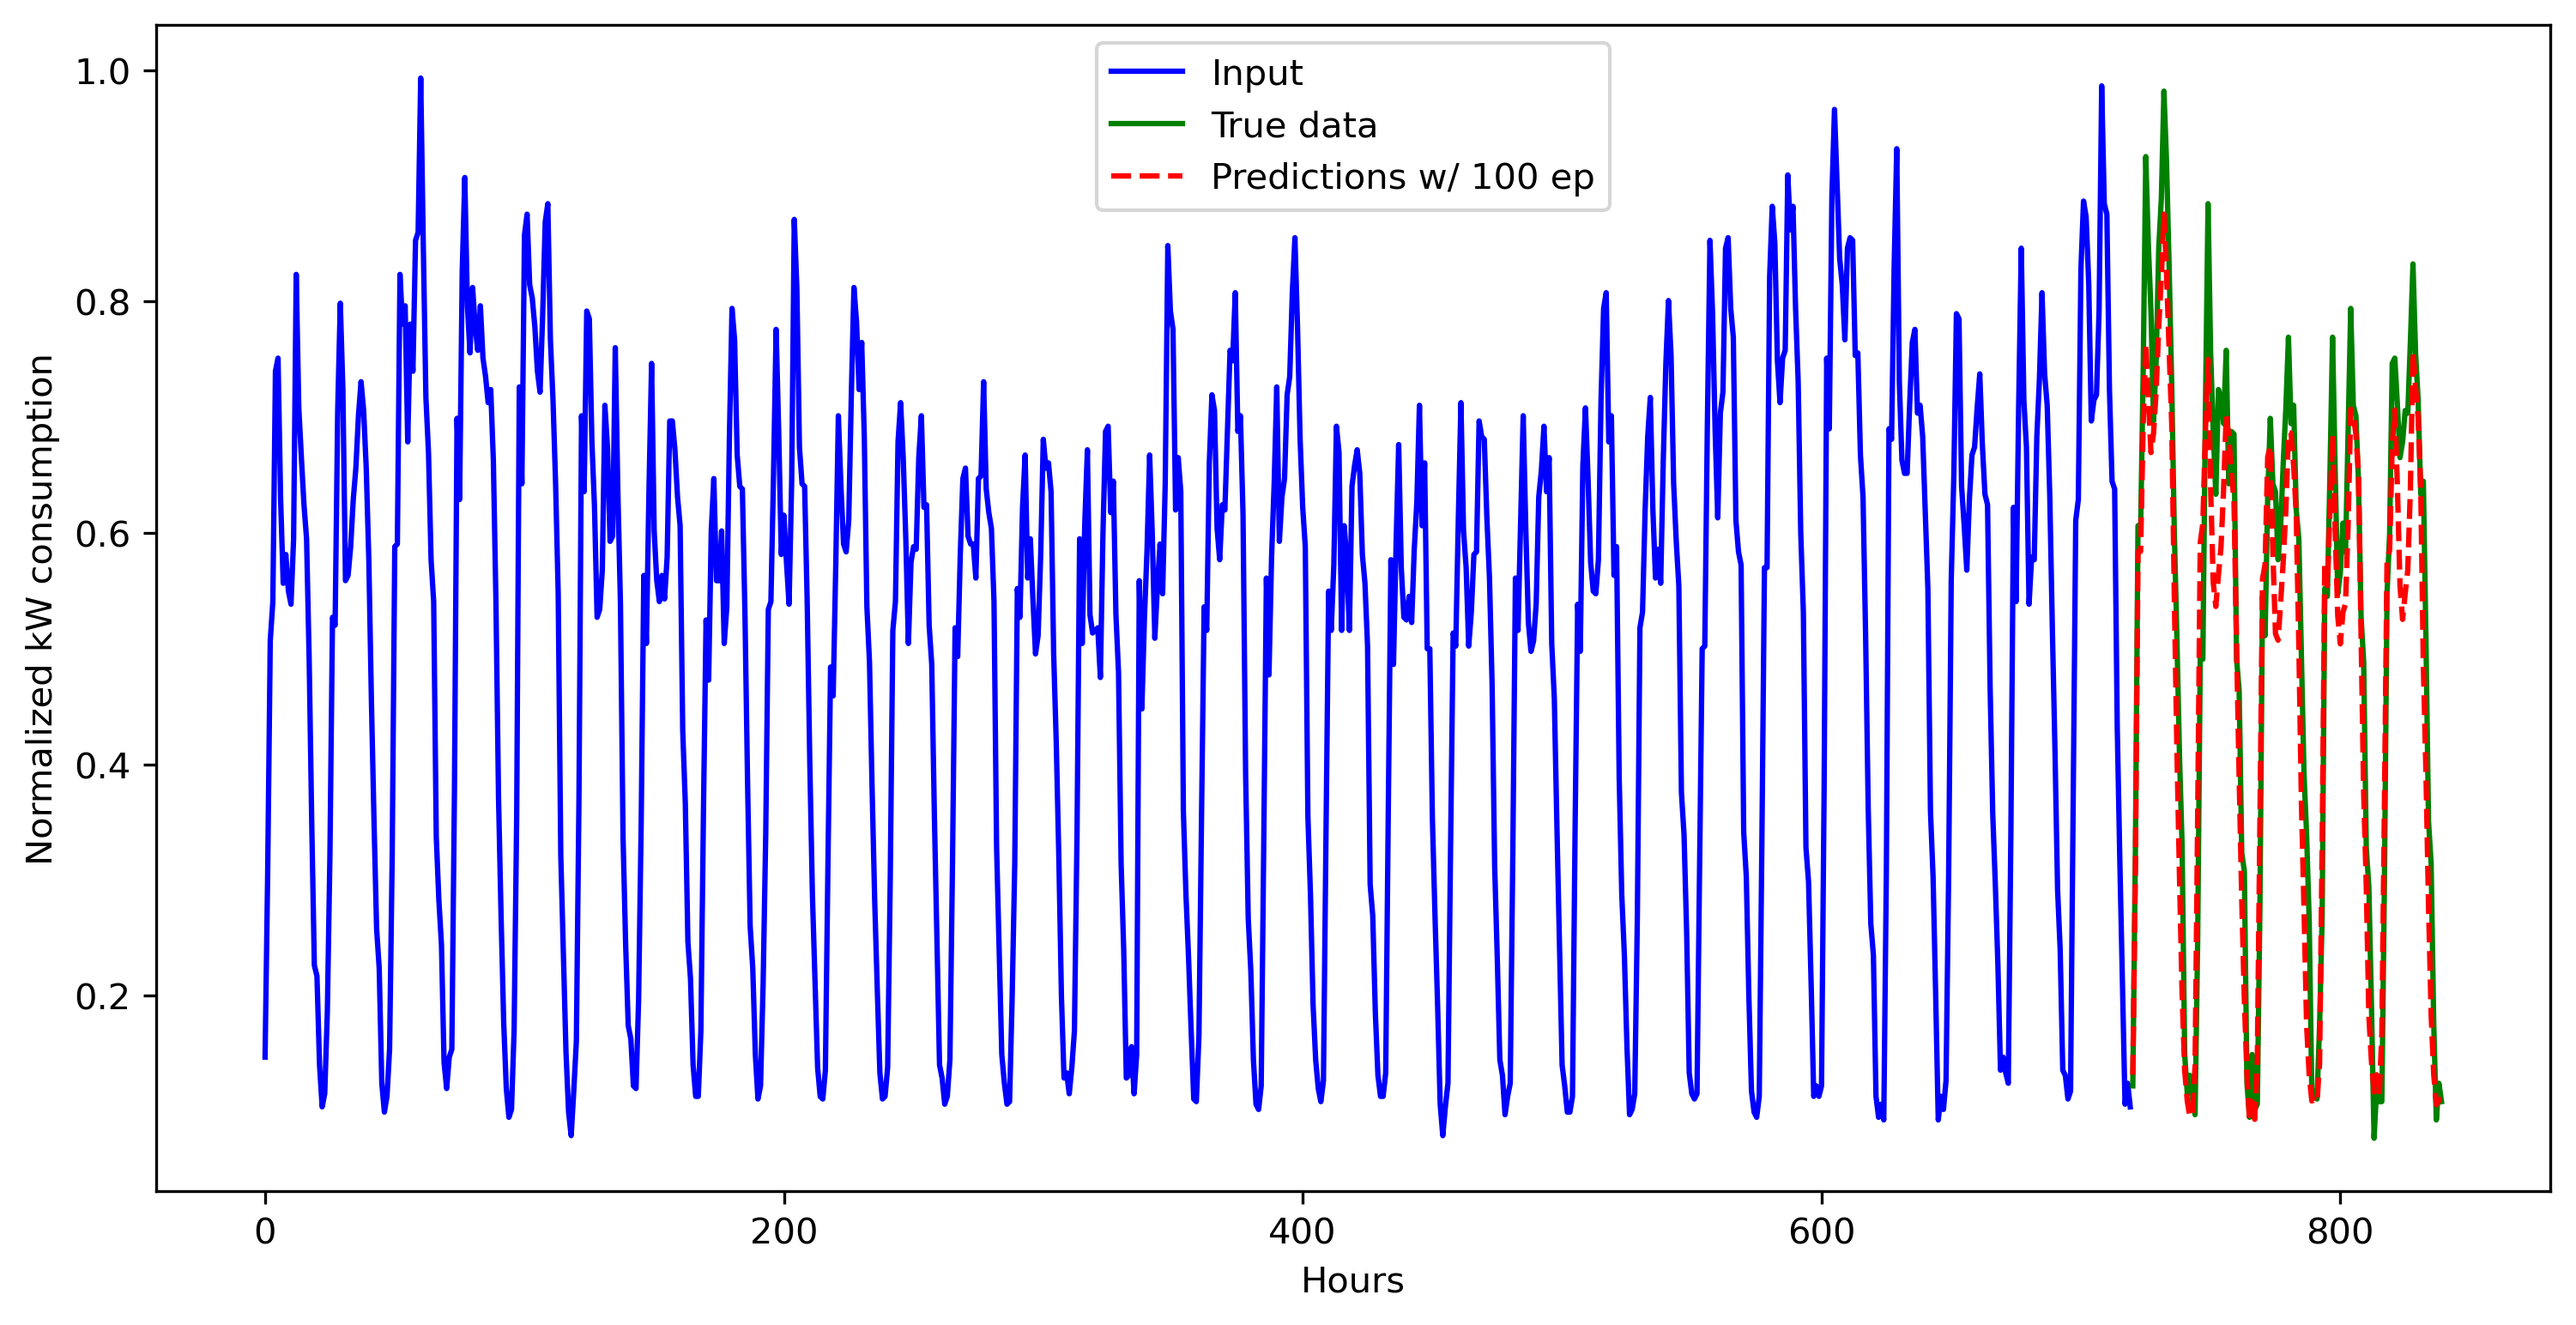 1.0
0.8
0.6
0.4
0.2
Normalized kW consumption
Input
True data
Predictions w/ 100 ep
0 200 400 600 800
Hours